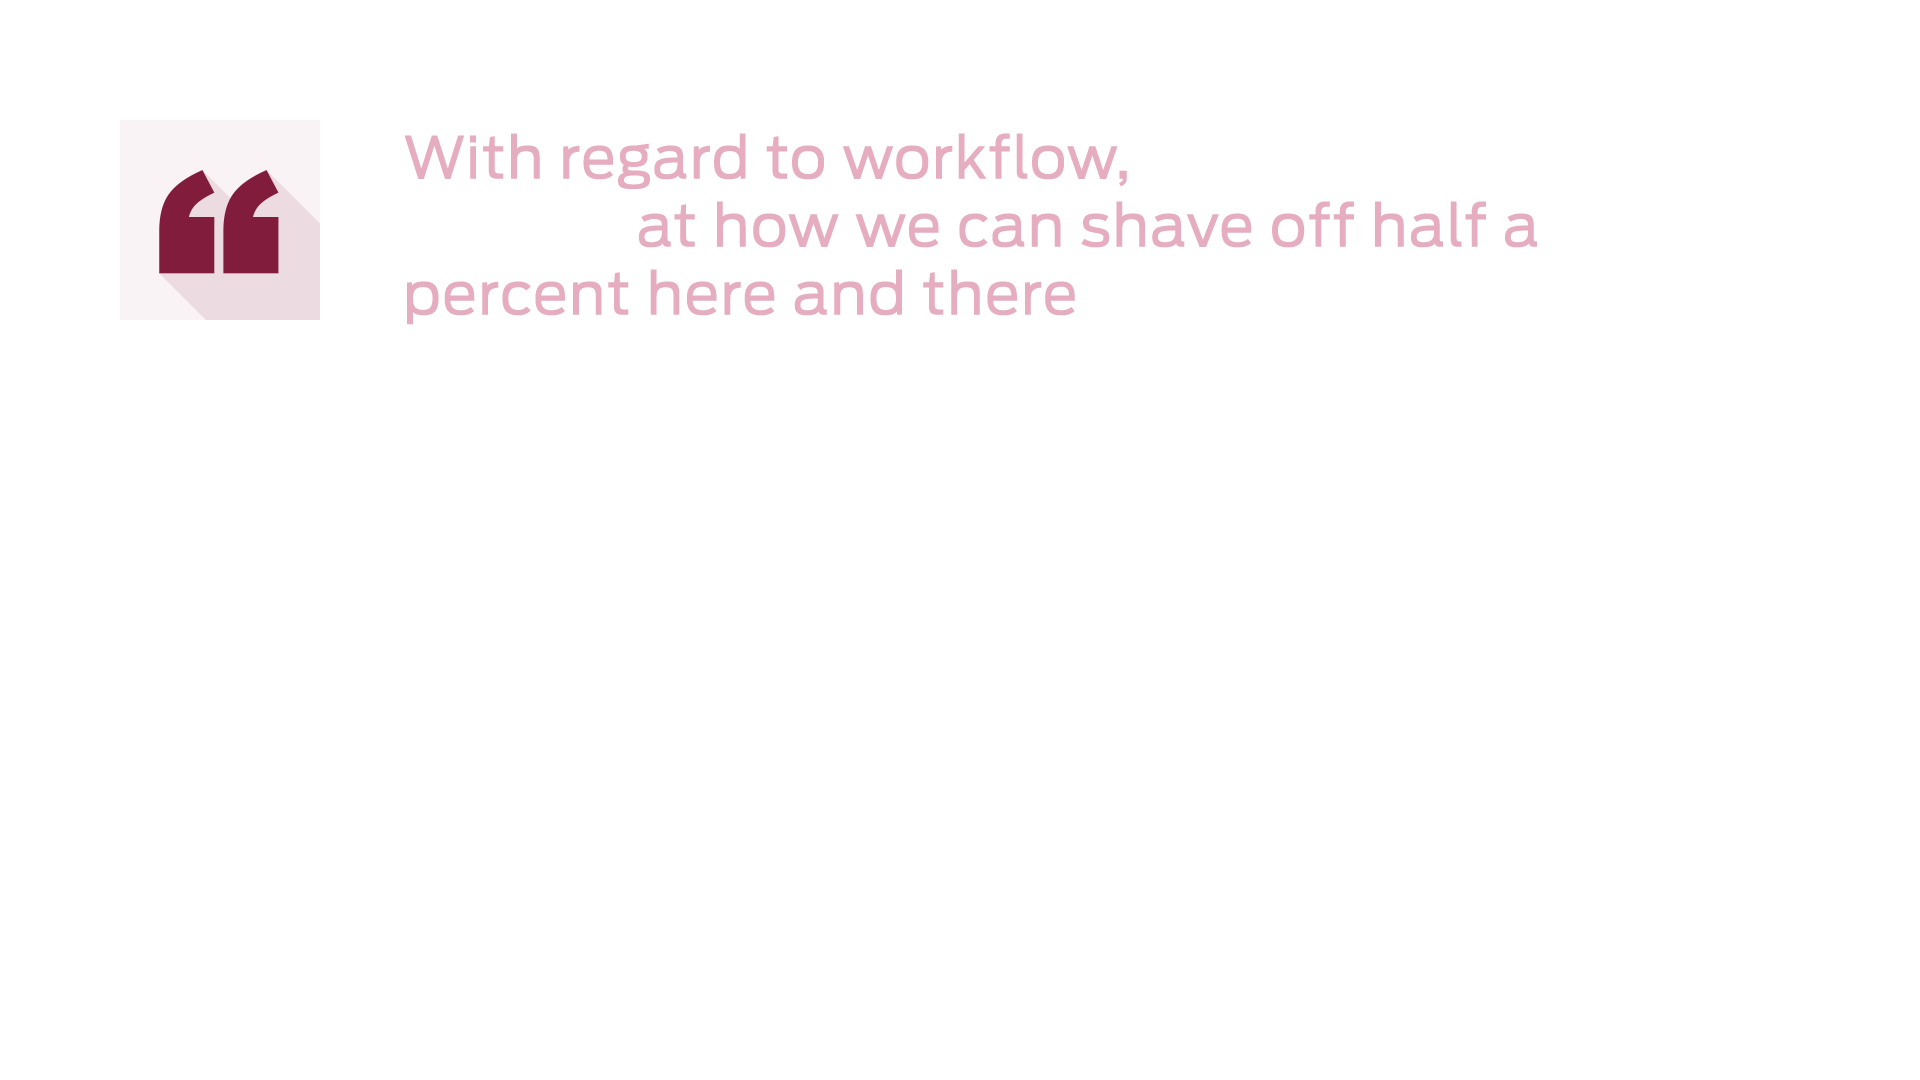 With regard to workflow,
at how we can shave off half a
percent here and there